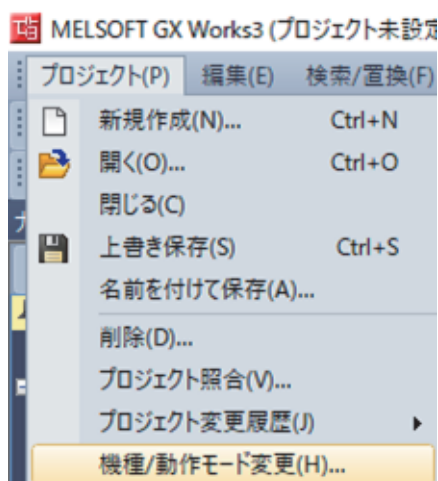 MELSOFT GX Works3 (プロジェクト未設定
プロジェクト(P) 編集(E) 検索/置換(F)
新規作成(N)... Ctrl+N
開く(O)... Ctrl+O
閉じる(C)
上書き保存(S) Ctrl+S
名前を付けて保存(A)...
削除(D)...
プロジェクト照合(V)...
プロジェクト変更履歴(J)
機種/動作モード変更(H)...